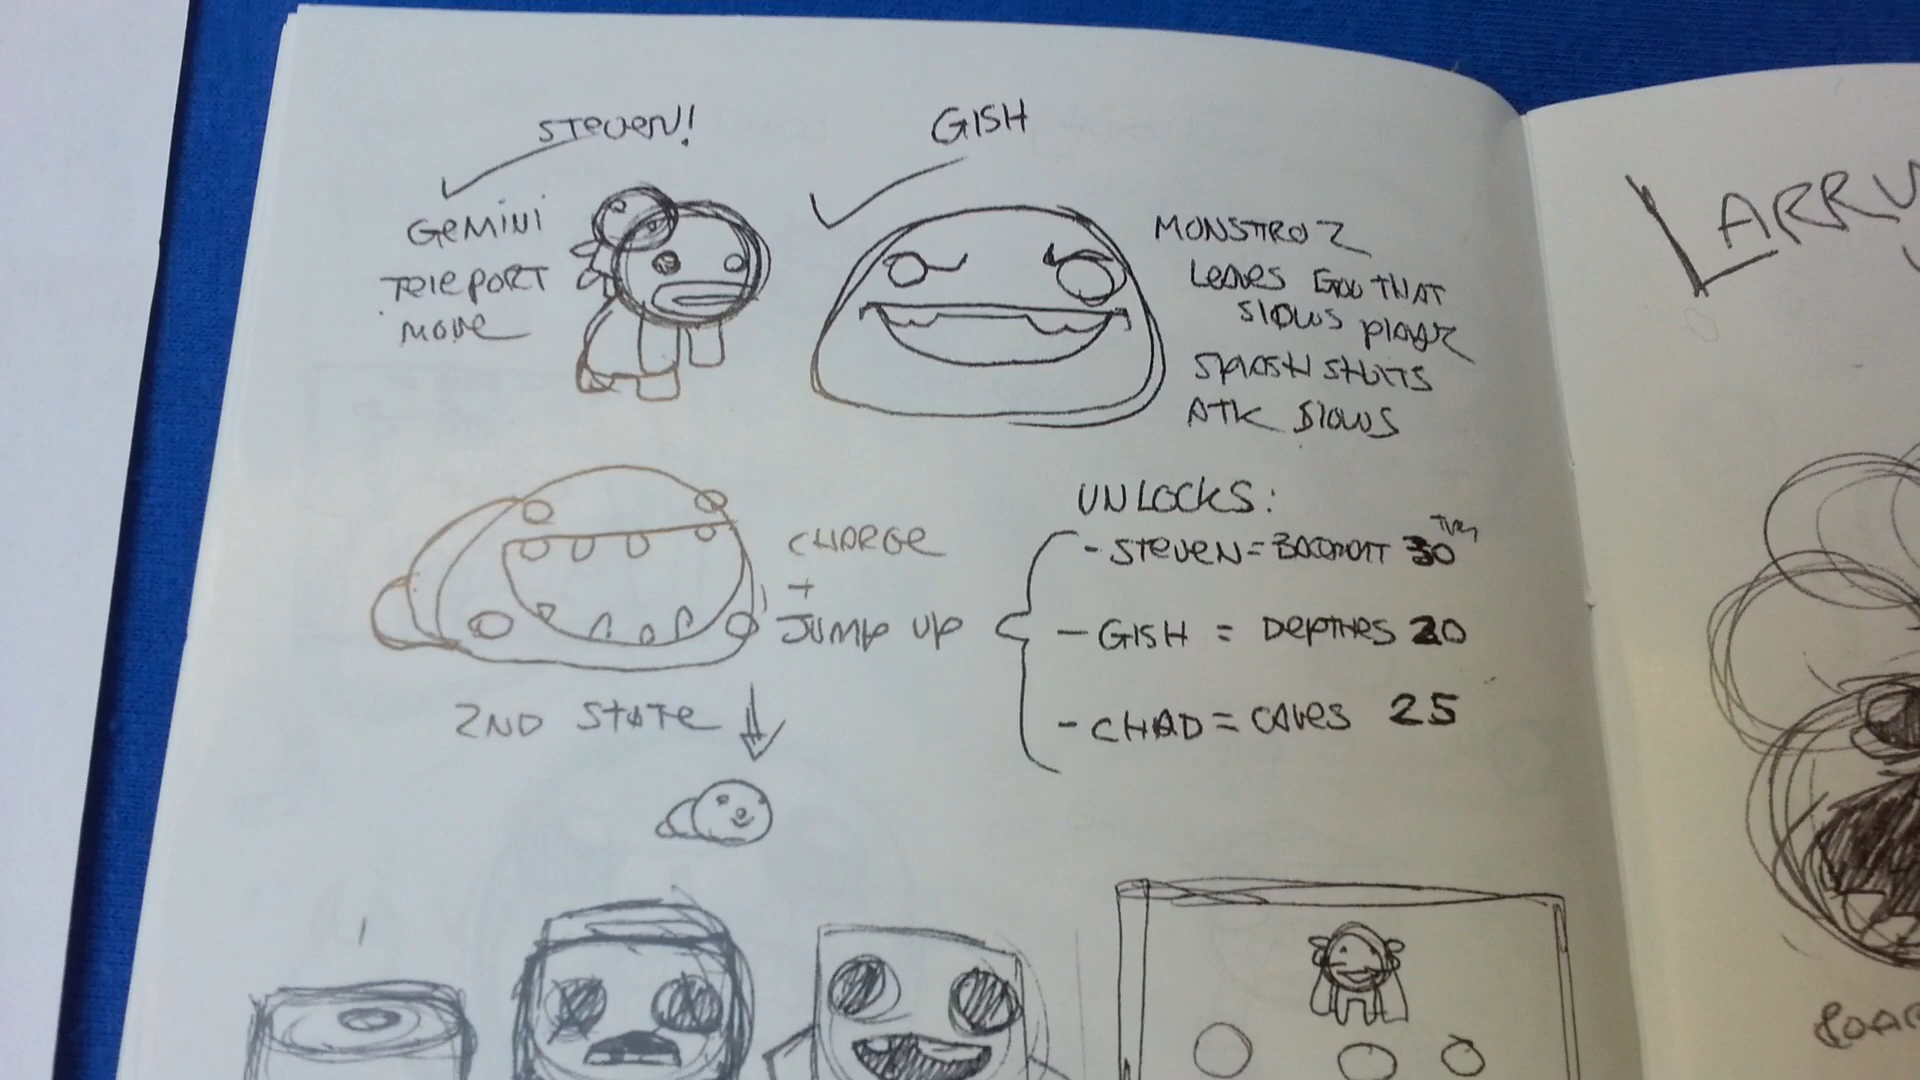 STEVEN!
GEMINI
TELEPORT
MOVE
GISH
MONSTRO 2
LEAVES GOO THAT
SLOWS PLAYER
SPLASH SHOTS
ATK SLOWS
CHARGE
+
JUMP UP
2ND STATE
UNLOCKS:
- STEVEN = BASEMENT 30
- GISH = DEPTHS 20
- CHAD = CAVES 25
LARRY
ROAR